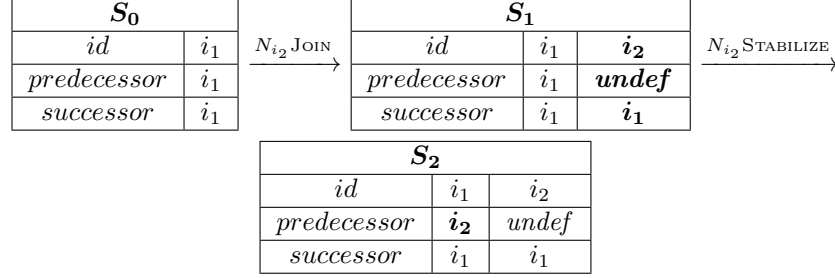 S₀ S₁
id i₁ N_{i₂}JOIN id i₁ i₂ N_{i₂}STABILIZE
predecessor i₁ predecessor i₁ undef
successor i₁ successor i₁ i₁
S₂
id i₁ i₂
predecessor i₂ undef
successor i₁ i₁